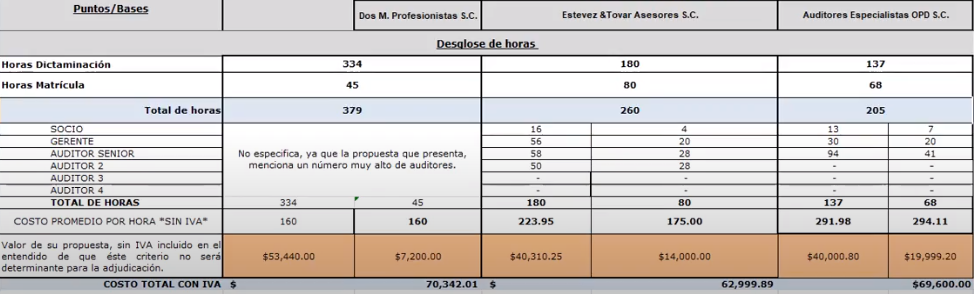 Puntos/Bases Dos M. Profesionistas S.C. Estevez &Tovar Asesores S.C. Auditores Especialistas OPD S.C.
Desglose de horas
Horas Dictaminación 334 180 137
Horas Matrícula 45 80 68
Total de horas 379 260 205
SOCIO 16 4 13 7
GERENTE 56 20 30 20
AUDITOR SENIOR 58 28 94 41
AUDITOR 2 50 28 - -
AUDITOR 3 - - - -
AUDITOR 4 - - - -
No especifica, ya que la propuesta que presenta,
menciona un número muy alto de auditores.
TOTAL DE HORAS 334 45 180 80 137 68
COSTO PROMEDIO POR HORA *SIN IVA* 160 160 223.95 175.00 291.98 294.11
Valor de su propuesta, sin IVA incluido en el
entendido de que éste criterio no será
determinante para la adjudicación.
$53,440.00 $7,200.00 $40,310.25 $14,000.00 $40,000.80 $19,999.20
COSTO TOTAL CON IVA $ 70,342.01 $ 62,999.89 $69,600.00